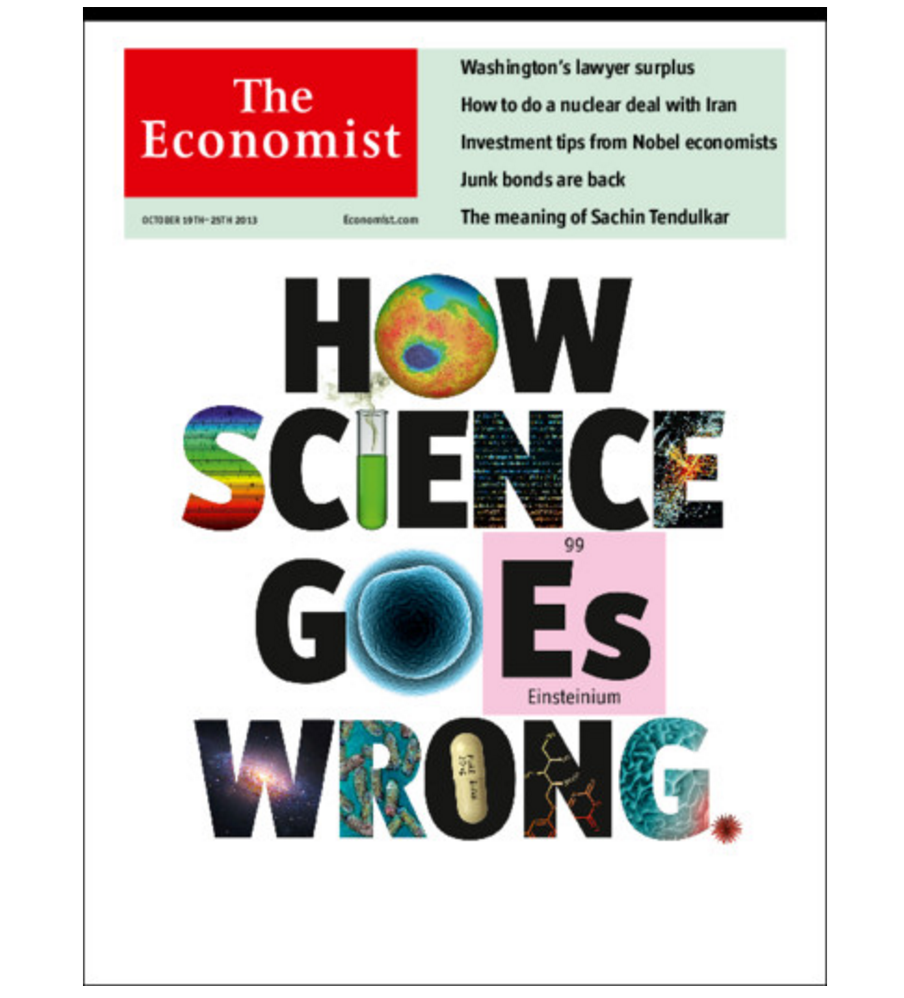 The
Economist
OCTOBER 19TH–25TH 2013
Economist.com
Washington's lawyer surplus
How to do a nuclear deal with Iran
Investment tips from Nobel economists
Junk bonds are back
The meaning of Sachin Tendulkar
HOW
SCIENCE
99
GOEs
Einsteinium
WRONG.